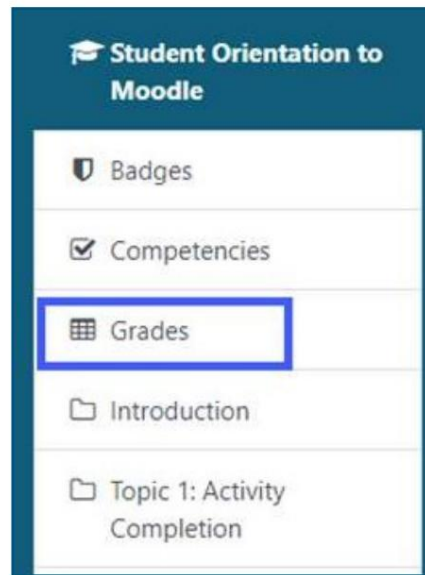 Student Orientation to
Moodle
Badges
Competencies
Grades
Introduction
Topic 1: Activity
Completion